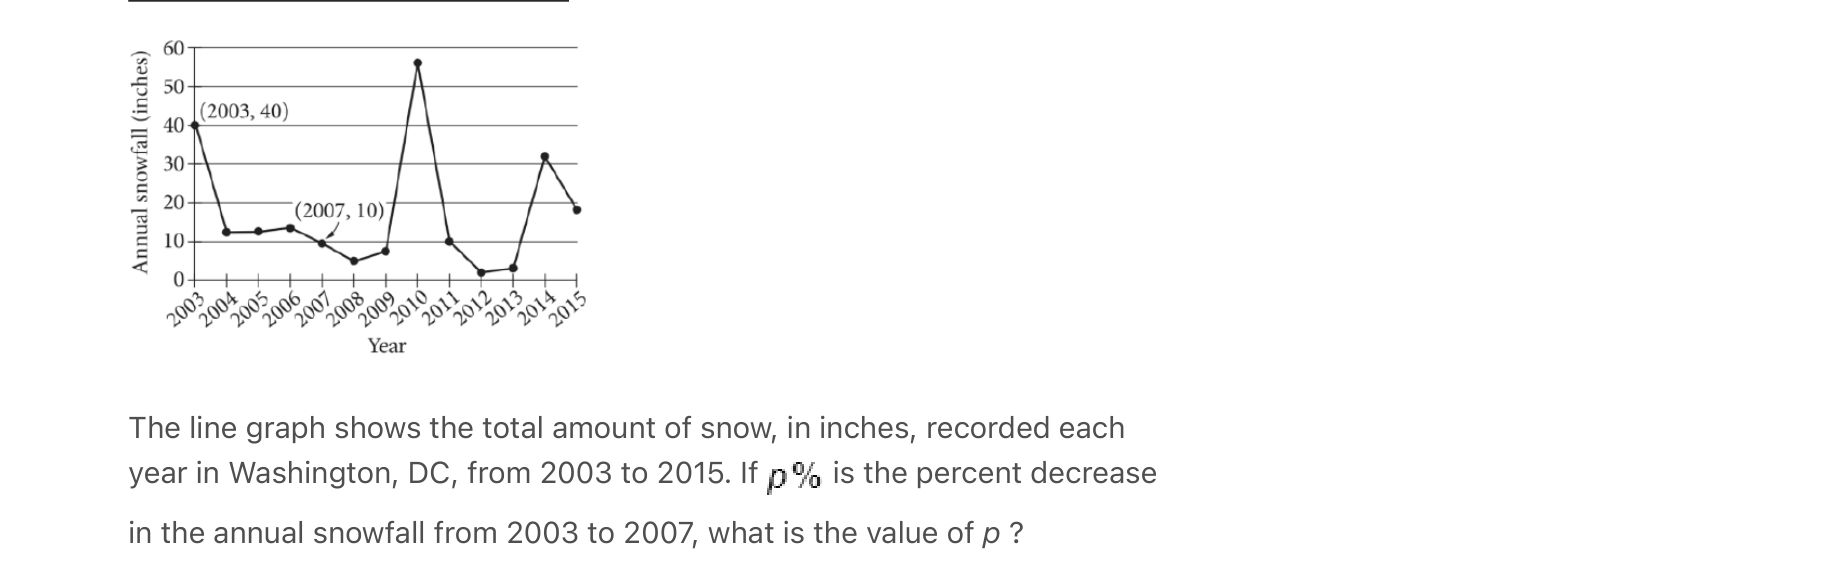 60
50
(2003, 40)
40
30
20
(2007, 10)
10
0
Annual snowfall (inches)
2003 2004 2005 2006 2007 2008 2009 2010 2011 2012 2013 2014 2015
Year
The line graph shows the total amount of snow, in inches, recorded each
year in Washington, DC, from 2003 to 2015. If p% is the percent decrease
in the annual snowfall from 2003 to 2007, what is the value of p ?